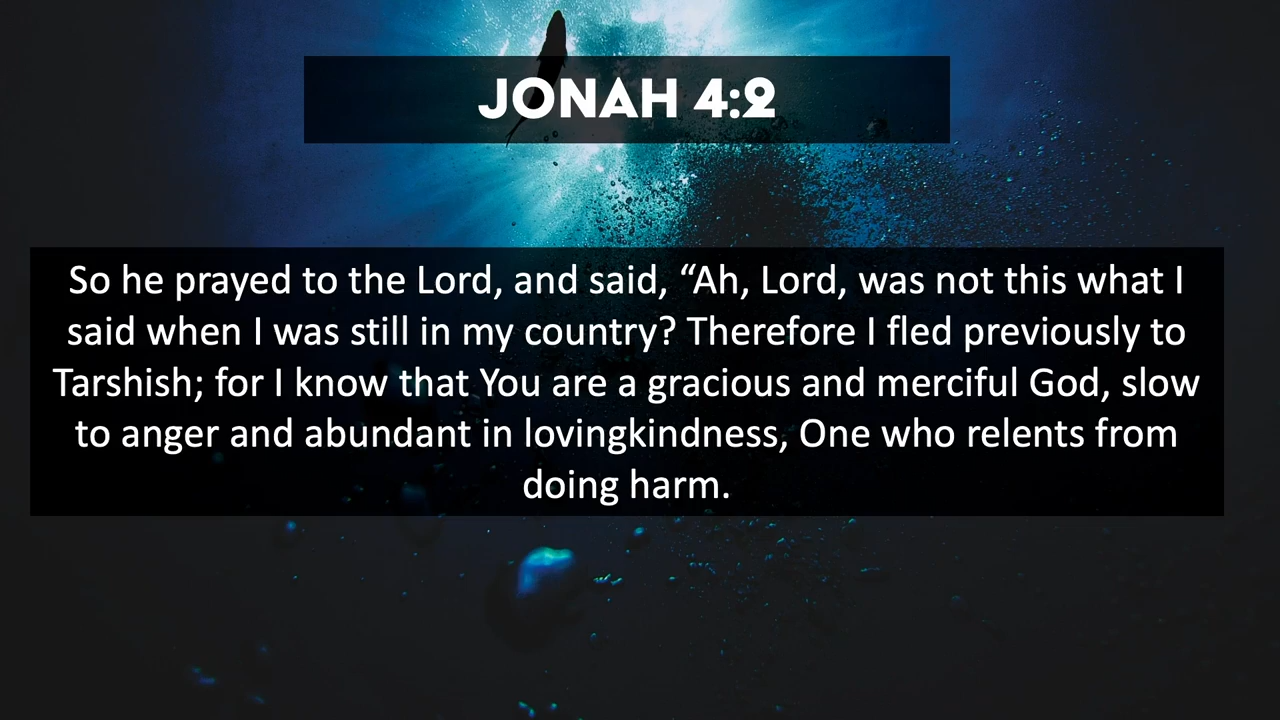 JONAH 4:2
So he prayed to the Lord, and said, “Ah, Lord, was not this what I
said when I was still in my country? Therefore I fled previously to
Tarshish; for I know that You are a gracious and merciful God, slow
to anger and abundant in lovingkindness, One who relents from
doing harm.